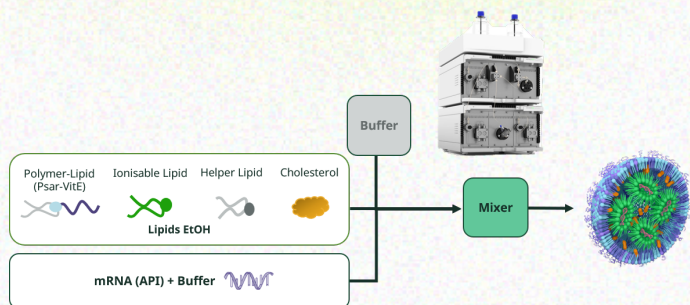 Buffer
Polymer-Lipid
(Psar-VitE)
Ionisable Lipid
Helper Lipid
Cholesterol
Lipids EtOH
Mixer
mRNA (API) + Buffer